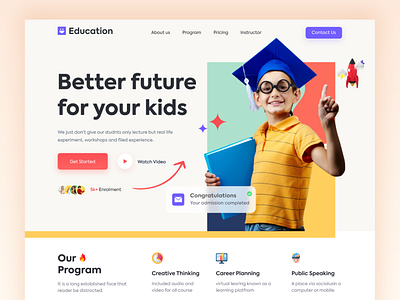 Education
About us
Program
Pricing
Instructor
Contact Us
Better future
for your kids
We just don't give our studnts only lecture but real life
experiment, workshops and filed experience.
Get Started
Watch Video
5k+ Enrolment
Congratulations
Your admission completed
Our 🔥
Program
It is a long established face that
reader be distracted.
Creative Thinking
Included audio and
video for all course
Career Planning
virtual learing known as a
learning platfrom
Public Speaking
A place via socialush a
computer or mobile